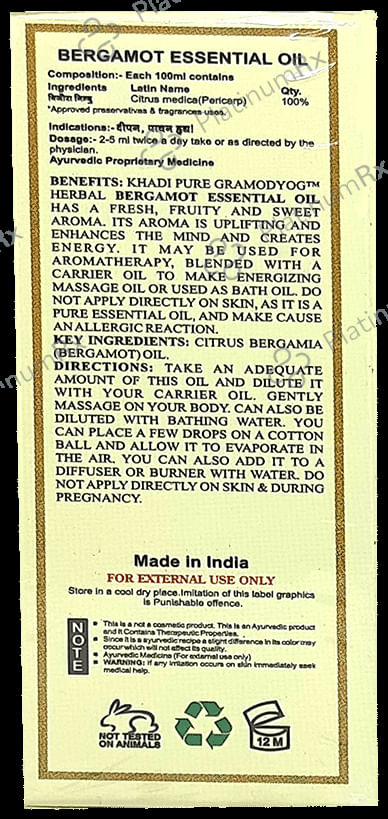 BERGAMOT ESSENTIAL OIL
Composition:- Each 100ml contains
Ingredients Latin Name Qty.
बिजौरा निम्बु Citrus medica(Pericarp) 100%
*Approved preservatives & fragrances uses.
Indications:- दीपन, पाचन हृद्य।
Dosage:- 2-5 ml twice a day take or as directed by the
physician.
Ayurvedic Proprietary Medicine
BENEFITS: KHADI PURE GRAMODYOG™
HERBAL BERGAMOT ESSENTIAL OIL
HAS A FRESH, FRUITY AND SWEET
AROMA. ITS AROMA IS UPLIFTING AND
ENHANCES THE MIND AND CREATES
ENERGY. IT MAY BE USED FOR
AROMATHERAPY, BLENDED WITH A
CARRIER OIL TO MAKE ENERGIZING
MASSAGE OIL OR USED AS BATH OIL. DO
NOT APPLY DIRECTLY ON SKIN, AS IT IS A
PURE ESSENTIAL OIL, AND MAKE CAUSE
AN ALLERGIC REACTION.
KEY INGREDIENTS: CITRUS BERGAMIA
(BERGAMOT) OIL.
DIRECTIONS: TAKE AN ADEQUATE
AMOUNT OF THIS OIL AND DILUTE IT
WITH YOUR CARRIER OIL. GENTLY
MASSAGE ON YOUR BODY. CAN ALSO BE
DILUTED WITH BATHING WATER. YOU
CAN PLACE A FEW DROPS ON A COTTON
BALL AND ALLOW IT TO EVAPORATE IN
THE AIR. YOU CAN ALSO ADD IT TO A
DIFFUSER OR BURNER WITH WATER. DO
NOT APPLY DIRECTLY ON SKIN & DURING
PREGNANCY.
Made in India
FOR EXTERNAL USE ONLY
Store in a cool dry place.Imitation of this label graphics
is Punishable offence.
NOTE
This is a not a cosmetic product. This is an Ayurvedic product
and It Contains Therapeutic Properties.
Since it is a ayurvedic recipe a slight difference in its color may
occur which will not effect its quality.
Ayurvedic Medicine (For external use only)
WARNING: If any irritation occurs on skin immediately seek
medical help.
NOT TESTED
ON ANIMALS
12 M
PlatinumRx
PlatinumRx
PlatinumRx